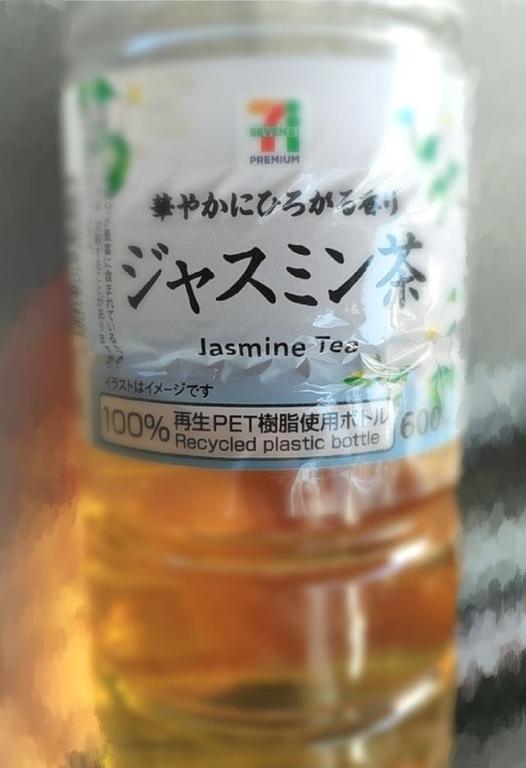 SEVEN&i
PREMIUM
華やかにひろがる香り
ジャスミン茶
Jasmine Tea
イラストはイメージです
100% 再生PET樹脂使用ボトル
Recycled plastic bottle
600